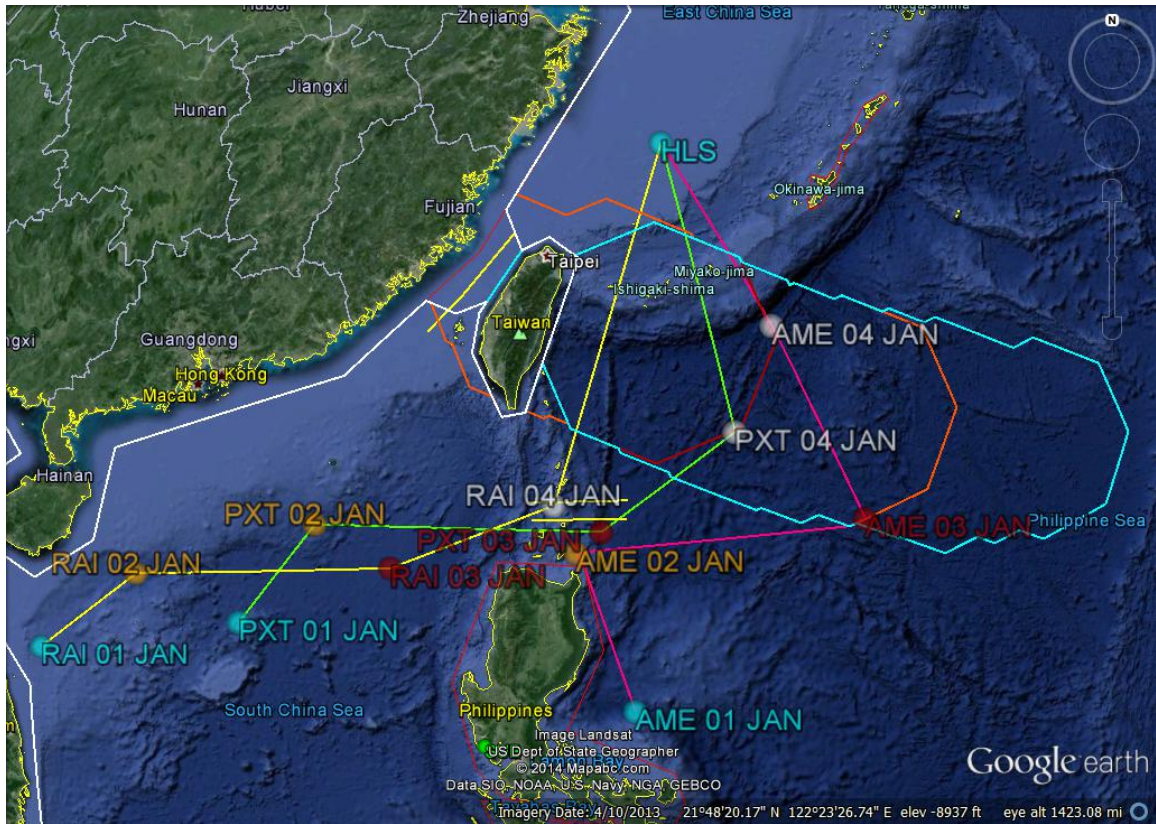 Zhejiang
East China Sea
N
Jiangxi
Hunan
HLS
Okinawa-jima
Fujian
Taipei
Miyako-jima
Ishigaki-shima
Taiwan
AME 04 JAN
ngxi
Guangdong
Hong Kong
Macau
PXT 04 JAN
Hainan
RAI 04 JAN
PXT 02 JAN
PXT 03 JAN
AME 03 JAN
Philippine Sea
RAI 02 JAN
RAI 03 JAN
AME 02 JAN
PXT 01 JAN
RAI 01 JAN
South China Sea
Philippines
AME 01 JAN
Image Landsat
US Dept of State Geographer
© 2014 Mapabc.com
Lamon Bay
Data SIO, NOAA, U.S. Navy, NGA, GEBCO
Google earth
Tayabas Bay
Imagery Date: 4/10/2013 21°48'20.17" N 122°23'26.74" E elev -8937 ft eye alt 1423.08 mi